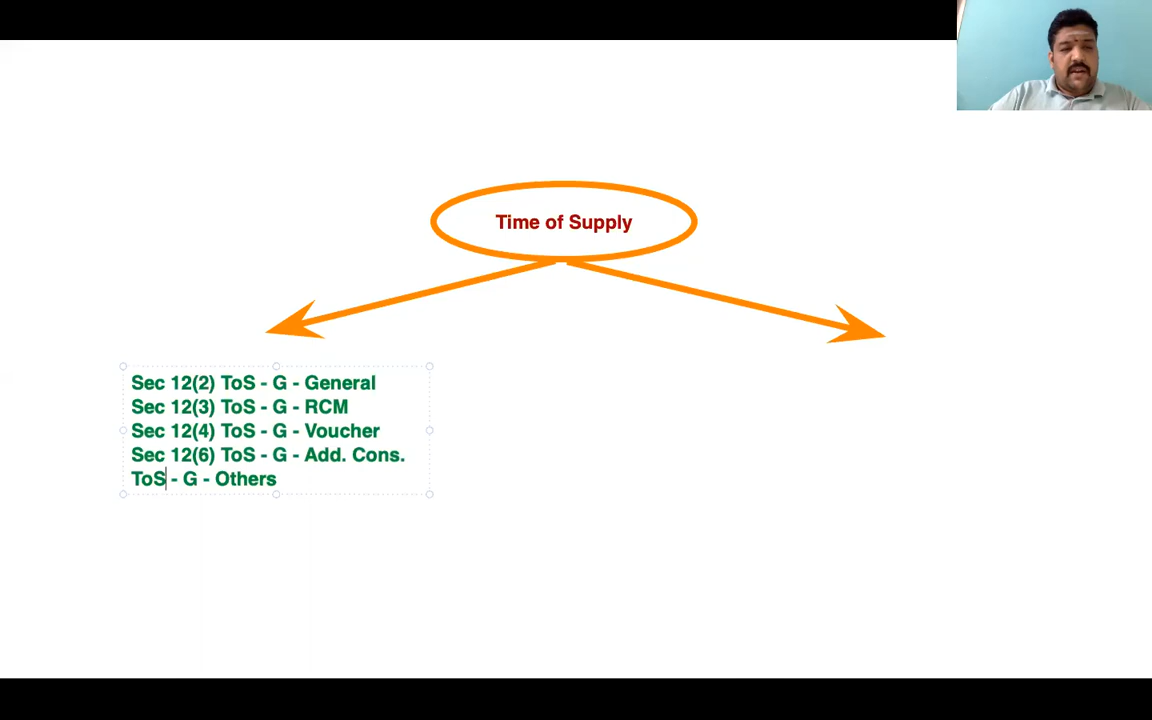 Time of Supply
Sec 12(2) ToS - G - General
Sec 12(3) ToS - G - RCM
Sec 12(4) ToS - G - Voucher
Sec 12(6) ToS - G - Add. Cons.
ToS - G - Others